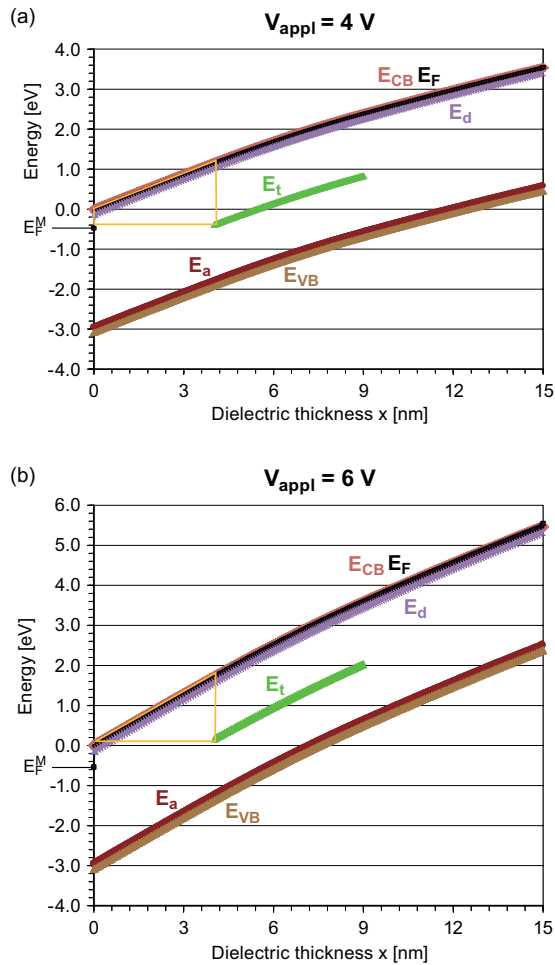 (a)
V_appl = 4 V
Energy [eV]
4.0
3.0
2.0
1.0
0.0
-1.0
-2.0
-3.0
-4.0
E_F^M
E_CB E_F
E_d
E_t
E_a
E_VB
0 3 6 9 12 15
Dielectric thickness x [nm]
(b)
V_appl = 6 V
Energy [eV]
6.0
5.0
4.0
3.0
2.0
1.0
0.0
-1.0
-2.0
-3.0
-4.0
E_F^M
E_CB E_F
E_d
E_t
E_a
E_VB
0 3 6 9 12 15
Dielectric thickness x [nm]